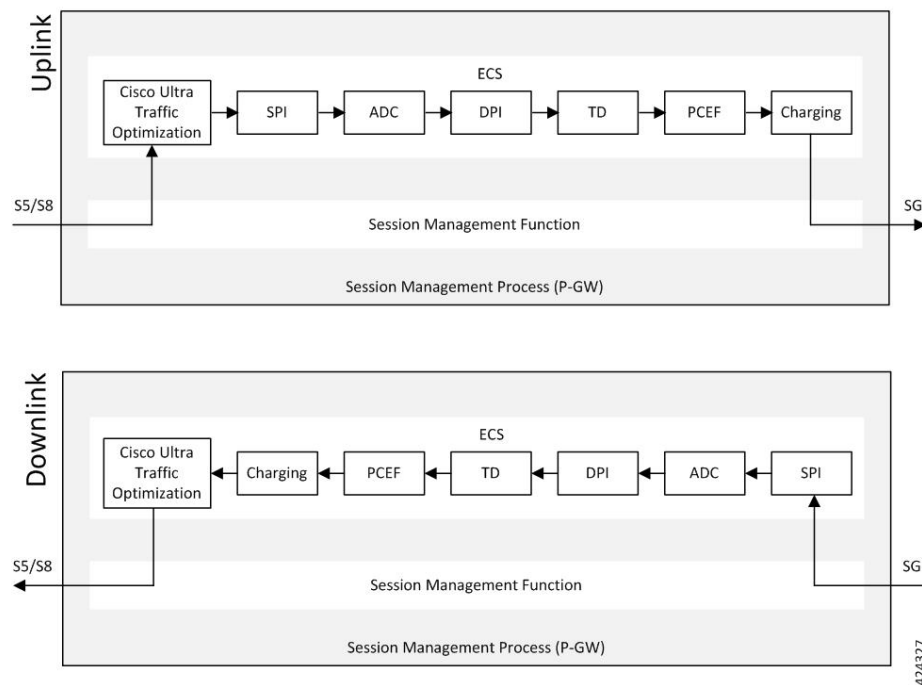 Uplink
ECS
Cisco Ultra
Traffic
Optimization
SPI
ADC
DPI
TD
PCEF
Charging
S5/S8
SG
Session Management Function
Session Management Process (P-GW)
Downlink
ECS
Cisco Ultra
Traffic
Optimization
Charging
PCEF
TD
DPI
ADC
SPI
S5/S8
SG
Session Management Function
Session Management Process (P-GW)
424327